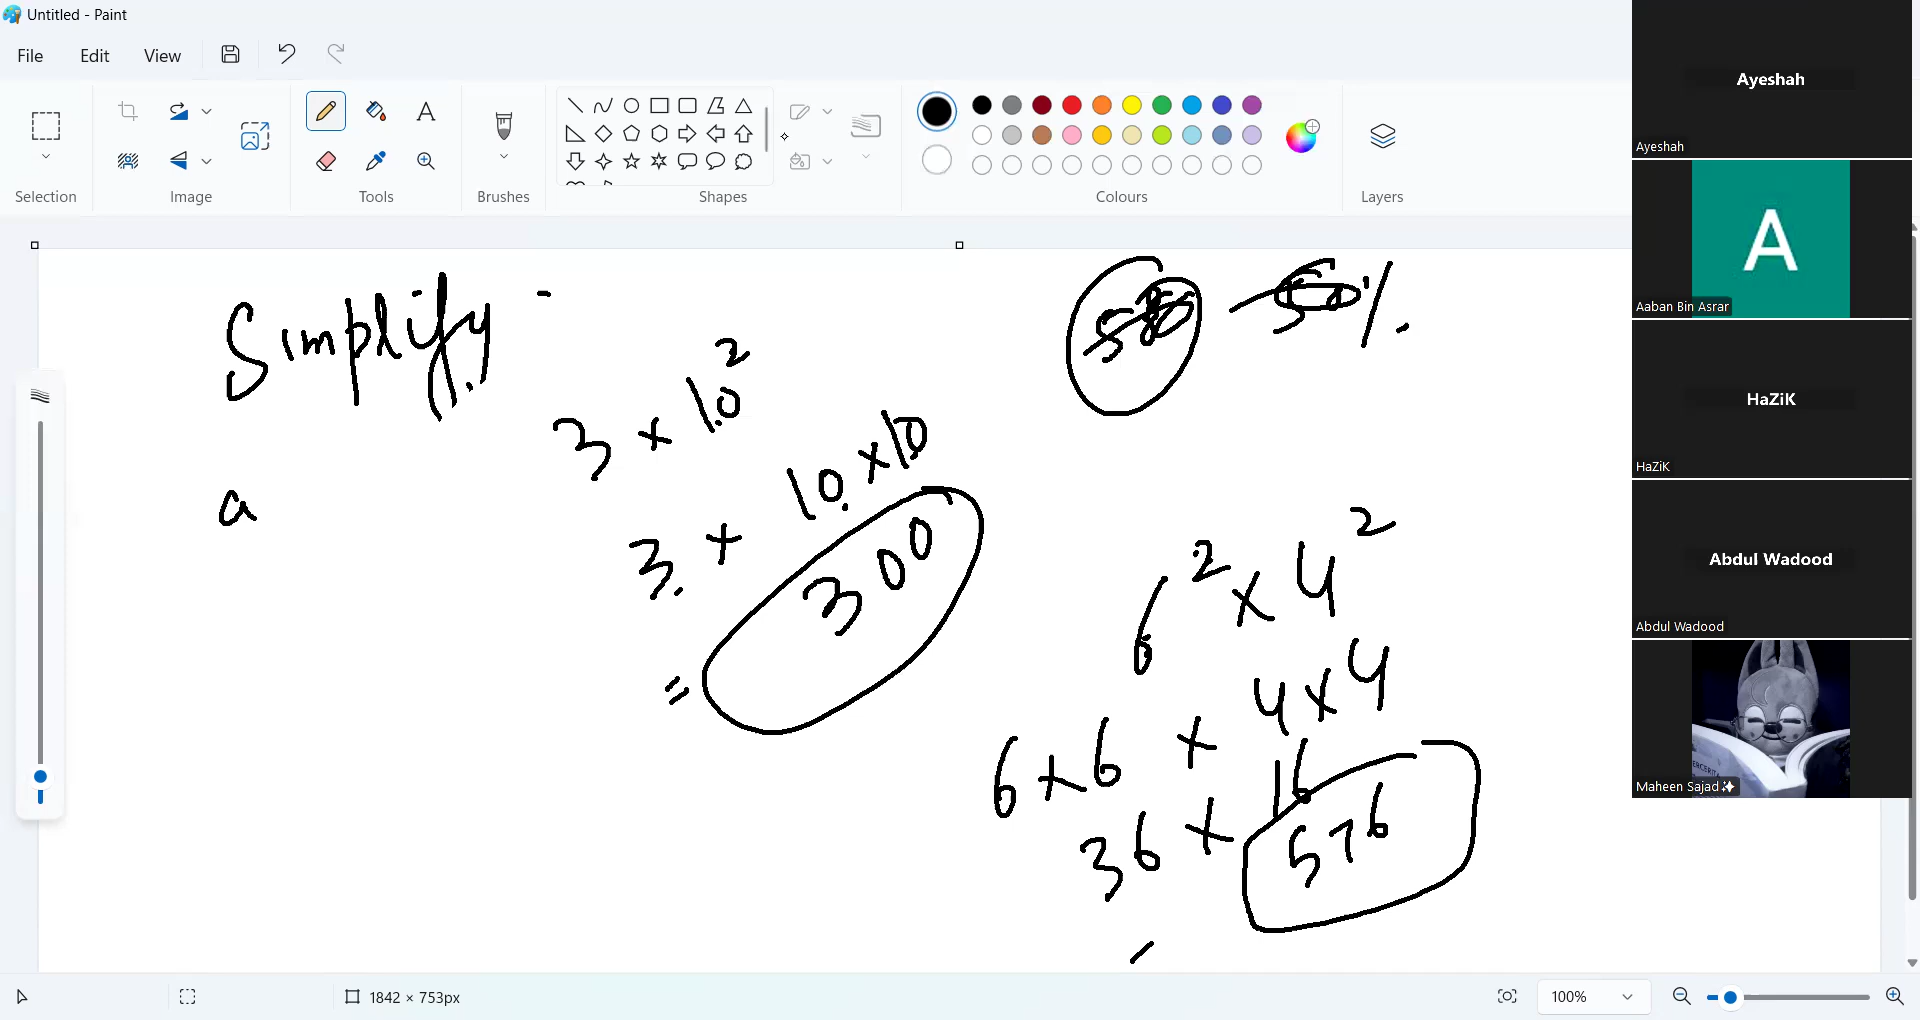 Untitled - Paint
File Edit View
Selection Image Tools Brushes Shapes Colours Layers
Simplify -
50%.
3 × 10²
a
3 × 10 × 10
300
=
6² × 4²
6 × 6 × 4 × 4
36 × 16
576
Ayeshah
Ayeshah
A
Aaban Bin Asrar
HaZiK
HaZiK
Abdul Wadood
Abdul Wadood
Maheen Sajad✨
1842 × 753px
100%